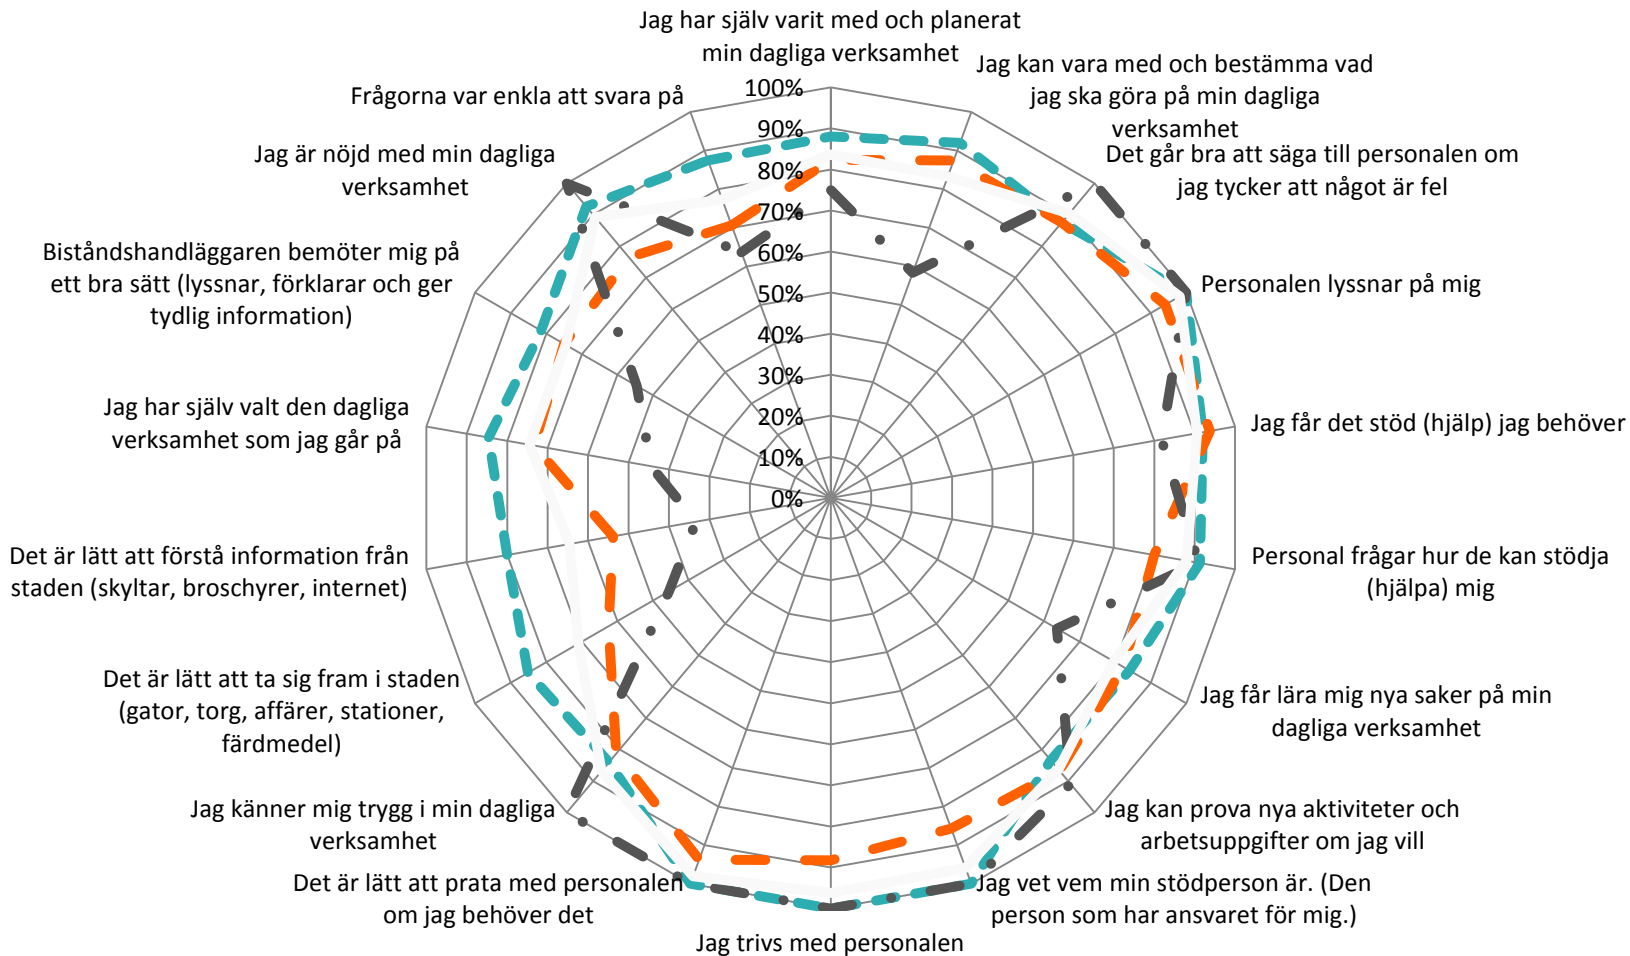 Jag har själv varit med och planerat
min dagliga verksamhet
Jag kan vara med och bestämma vad
jag ska göra på min dagliga
verksamhet
Det går bra att säga till personalen om
jag tycker att något är fel
Personalen lyssnar på mig
Jag får det stöd (hjälp) jag behöver
Personal frågar hur de kan stödja
(hjälpa) mig
Jag får lära mig nya saker på min
dagliga verksamhet
Jag kan prova nya aktiviteter och
arbetsuppgifter om jag vill
Jag vet vem min stödperson är. (Den
person som har ansvaret för mig.)
Jag trivs med personalen
Det är lätt att prata med personalen
om jag behöver det
Jag känner mig trygg i min dagliga
verksamhet
Det är lätt att ta sig fram i staden
(gator, torg, affärer, stationer,
färdmedel)
Det är lätt att förstå information från
staden (skyltar, broschyrer, internet)
Jag har själv valt den dagliga
verksamhet som jag går på
Biståndshandläggaren bemöter mig på
ett bra sätt (lyssnar, förklarar och ger
tydlig information)
Jag är nöjd med min dagliga
verksamhet
Frågorna var enkla att svara på
100%
90%
80%
70%
60%
50%
40%
30%
20%
10%
0%